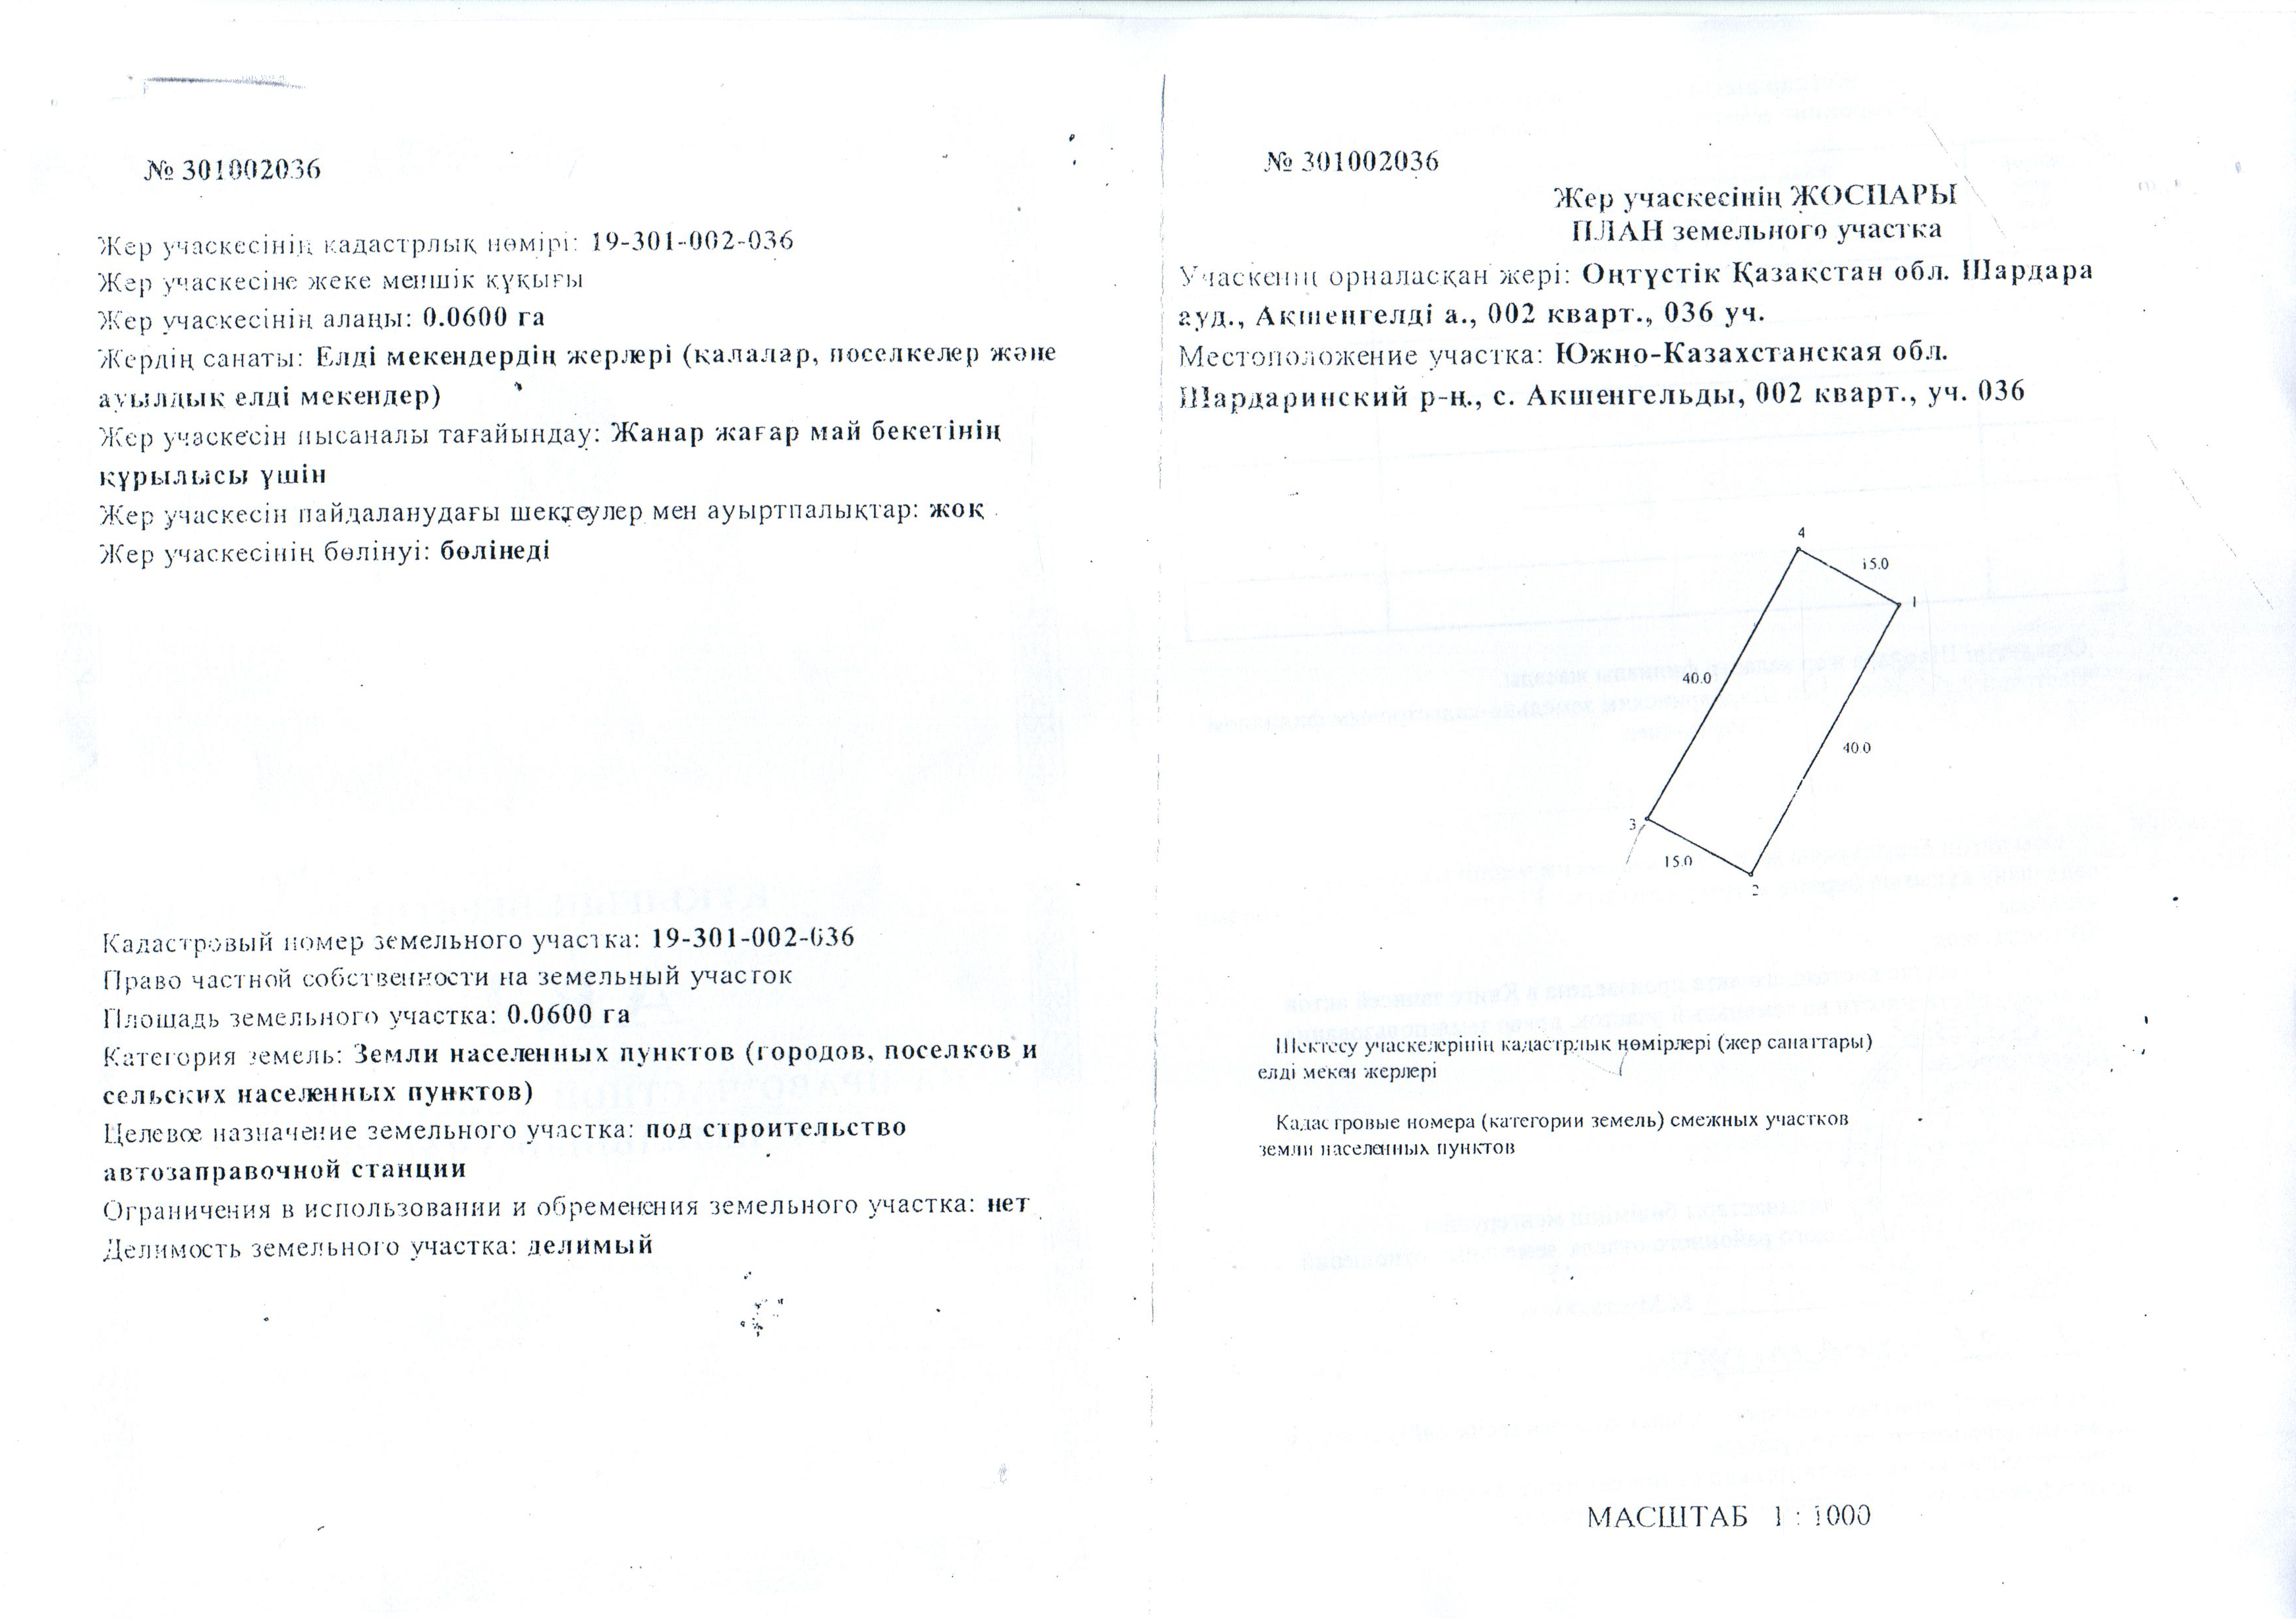 № 301002036
Жер учаскесінің кадастрлық нөмірі: 19-301-002-036
Жер учаскесіне жеке меншік құқығы
Жер учаскесінің алаңы: 0.0600 га
Жердің санаты: Елді мекендердің жерлері (қалалар, поселкелер және
ауылдық елді мекендер)
Жер учаскесін нысаналы тағайындау: Жанар жағар май бекетінің
құрылысы үшін
Жер учаскесін пайдаланудағы шектеулер мен ауыртпалықтар: жоқ
Жер учаскесінің бөлінуі: бөлінеді
Кадастровый номер земельного участка: 19-301-002-036
Право частной собственности на земельный участок
Площадь земельного участка: 0.0600 га
Категория земель: Земли населенных пунктов (городов, поселков и
сельских населенных пунктов)
Целевое назначение земельного участка: под строительство
автозаправочной станции
Ограничения в использовании и обременения земельного участка: нет
Делимость земельного участка: делимый
№ 301002036
Жер учаскесінің ЖОСПАРЫ
ПЛАН земельного участка
Учаскенің орналасқан жері: Оңтүстік Қазақстан обл. Шардара
ауд., Акшенгелді а., 002 кварт., 036 уч.
Местоположение участка: Южно-Казахстанская обл.
Шардаринский р-н., с. Акшенгельды, 002 кварт., уч. 036
4
15.0
1
40.0
40.0
3
15.0
2
Шектесу учаскелерінің кадастрлық нөмірлері (жер санаттары)
елді мекен жерлері
Кадастровые номера (категории земель) смежных участков
земли населенных пунктов
МАСШТАБ 1 : 1000